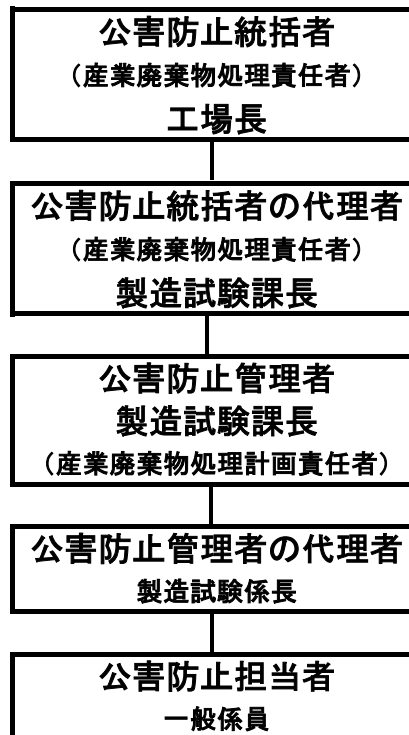 公害防止統括者
（産業廃棄物処理責任者）
工場長
公害防止統括者の代理者
（産業廃棄物処理責任者）
製造試験課長
公害防止管理者
製造試験課長
（産業廃棄物処理計画責任者）
公害防止管理者の代理者
製造試験係長
公害防止担当者
一般係員